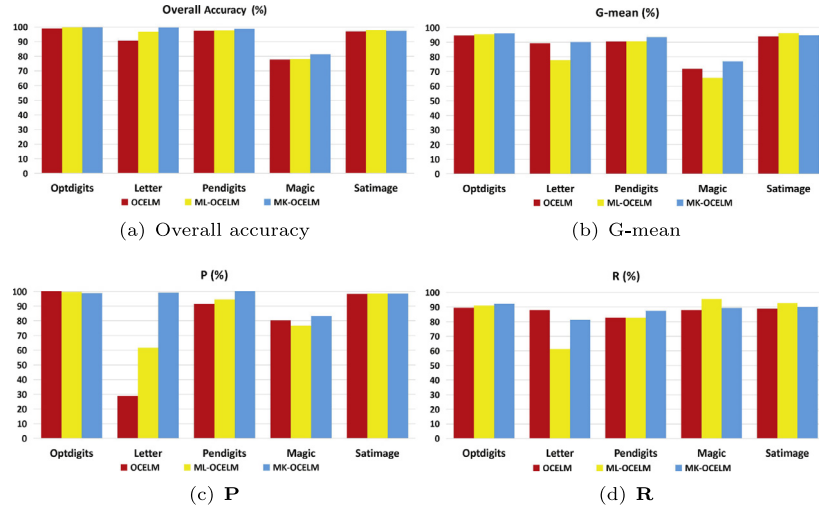 Overall Accuracy (%)
100
90
80
70
60
50
40
30
20
10
0
Optdigits Letter Pendigits Magic Satimage
OCELM ML-OCELM MK-OCELM
(a) Overall accuracy
G-mean (%)
100
90
80
70
60
50
40
30
20
10
0
Optdigits Letter Pendigits Magic Satimage
OCELM ML-OCELM MK-OCELM
(b) G-mean
P (%)
100
90
80
70
60
50
40
30
20
10
0
Optdigits Letter Pendigits Magic Satimage
OCELM ML-OCELM MK-OCELM
(c) P
R (%)
100
90
80
70
60
50
40
30
20
10
0
Optdigits Letter Pendigits Magic Satimage
OCELM ML-OCELM MK-OCELM
(d) R